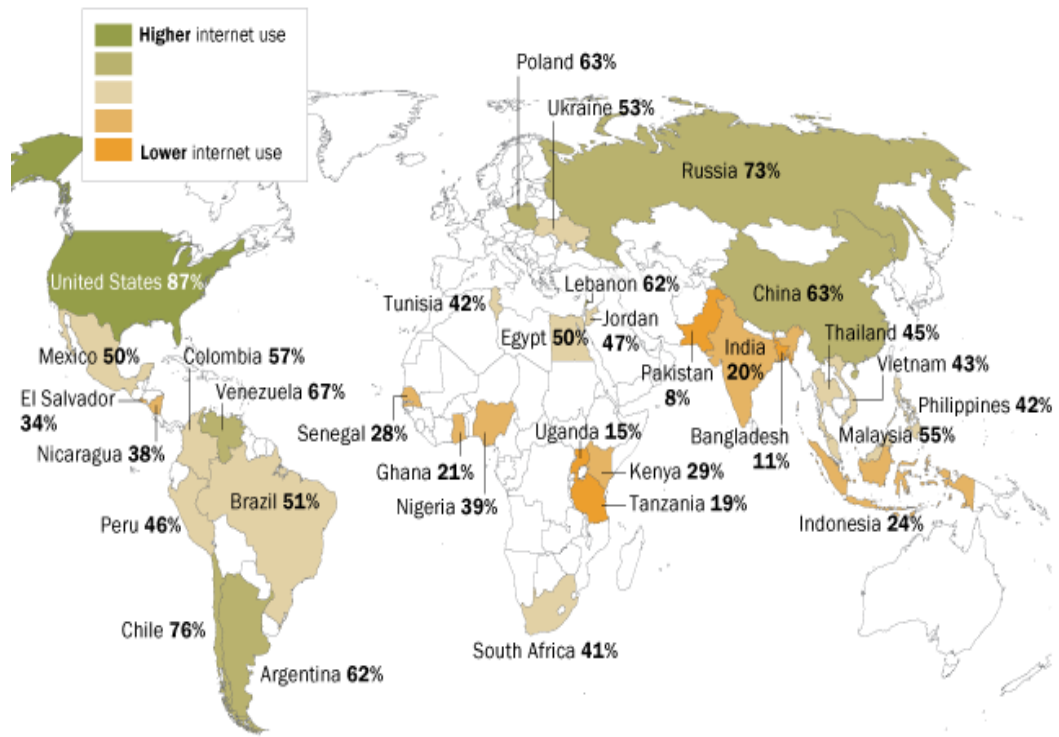 Higher internet use
Lower internet use
Poland 63%
Ukraine 53%
Russia 73%
United States 87%
Lebanon 62%
China 63%
Tunisia 42%
Egypt 50%
Jordan
47%
Thailand 45%
Mexico 50%
Colombia 57%
India
20%
Vietnam 43%
Pakistan
8%
El Salvador
34%
Venezuela 67%
Philippines 42%
Senegal 28%
Uganda 15%
Bangladesh
11%
Malaysia 55%
Nicaragua 38%
Ghana 21%
Kenya 29%
Brazil 51%
Nigeria 39%
Tanzania 19%
Peru 46%
Indonesia 24%
Chile 76%
South Africa 41%
Argentina 62%